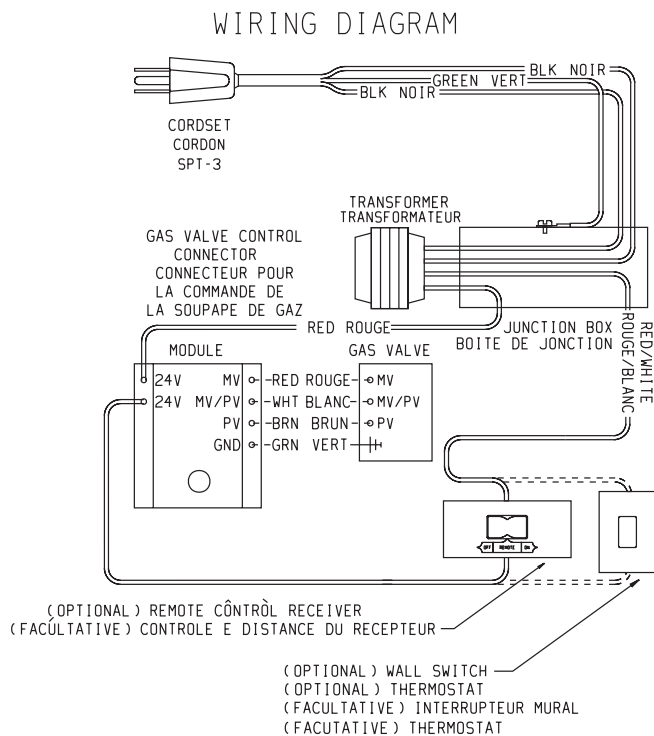 WIRING DIAGRAM
BLK NOIR
GREEN VERT
BLK NOIR
CORDSET
CORDON
SPT-3
TRANSFORMER
TRANSFORMATEUR
GAS VALVE CONTROL
CONNECTOR
CONNECTEUR POUR
LA COMMANDE DE
LA SOUPAPE DE GAZ
RED ROUGE
JUNCTION BOX
BOITE DE JONCTION
RED/WHITE
ROUGE/BLANC
MODULE
GAS VALVE
24V MV RED ROUGE MV
24V MV/PV WHT BLANC MV/PV
PV BRN BRUN PV
GND GRN VERT
OFF REMOTE ON
(OPTIONAL) REMOTE CÔNTRÒL RECEIVER
(FACÚLTATIVE) CONTROLE E DISTANCE DU RECEPTEUR
(OPTIONAL) WALL SWITCH
(OPTIONAL) THERMOSTAT
(FACULTATIVE) INTERRUPTEUR MURAL
(FACUTATIVE) THERMOSTAT